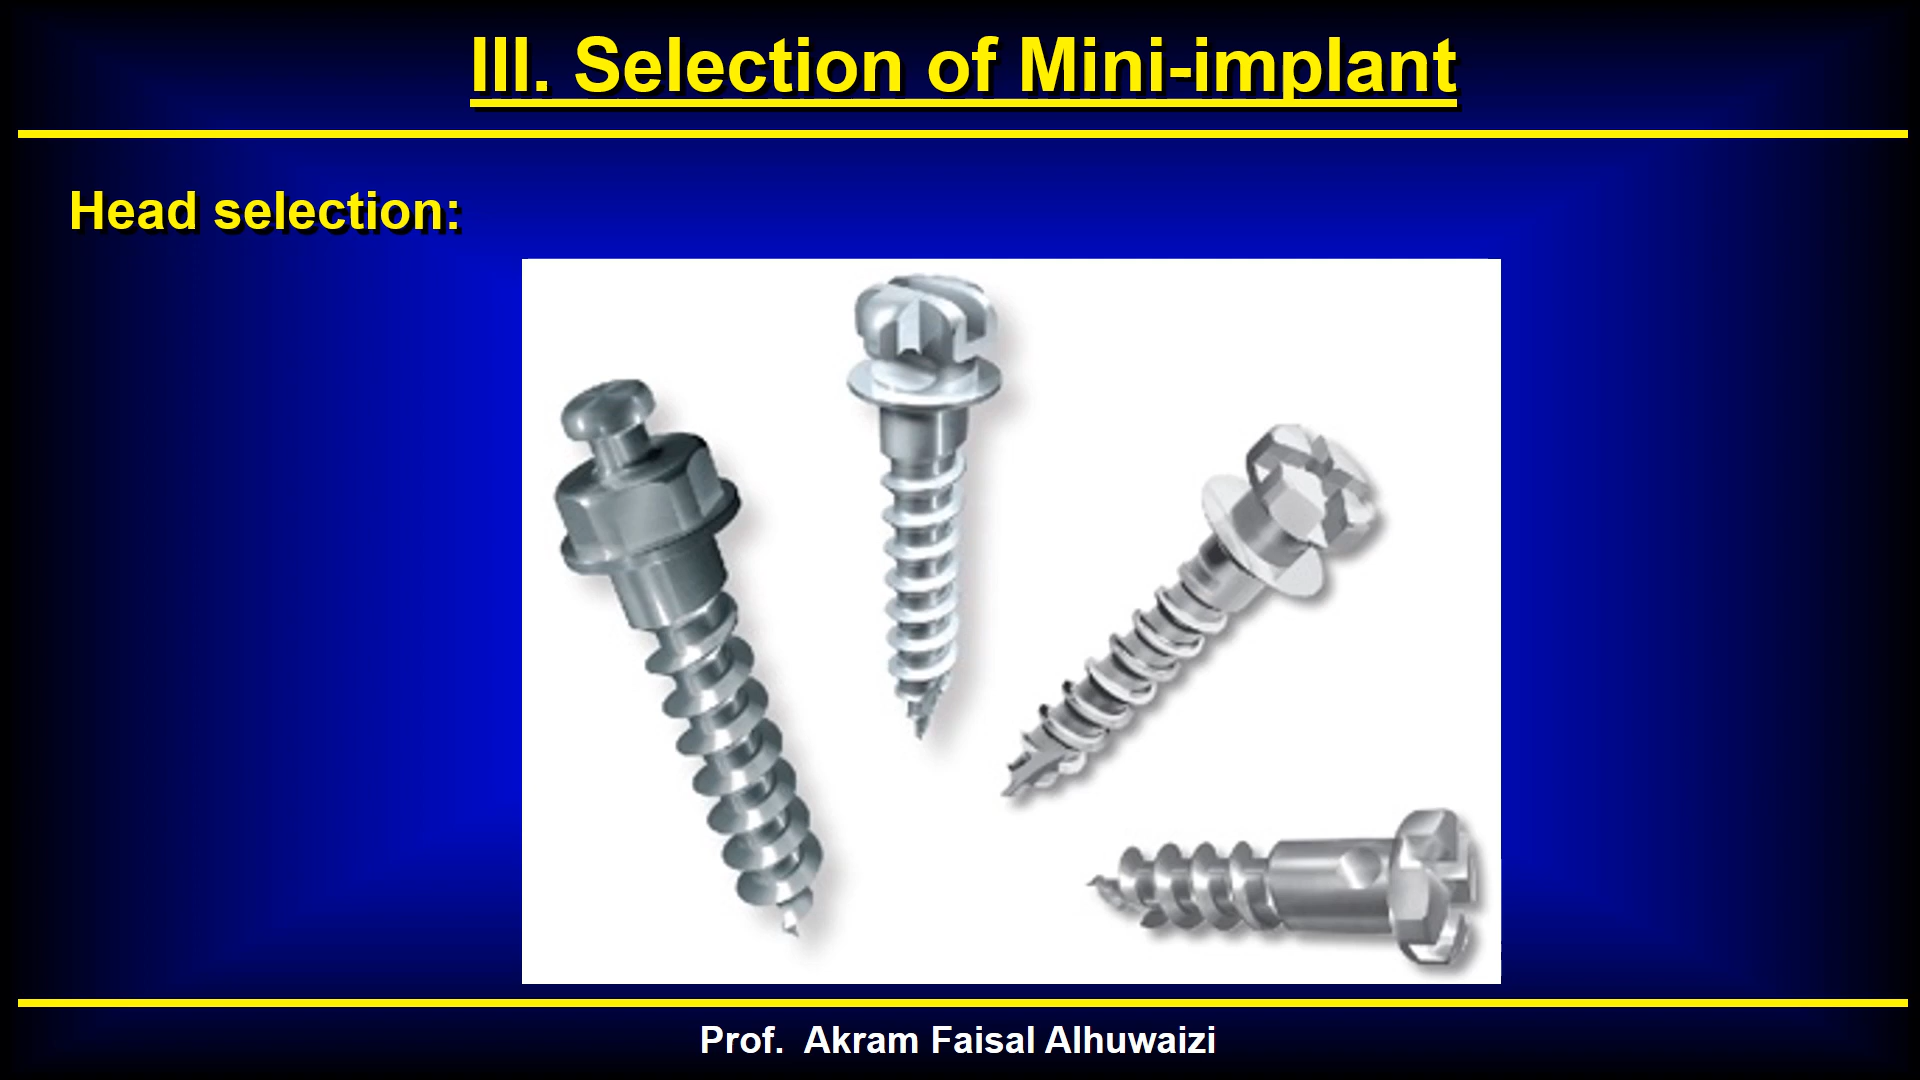 III. Selection of Mini-implant
Head selection:
Prof.  Akram Faisal Alhuwaizi